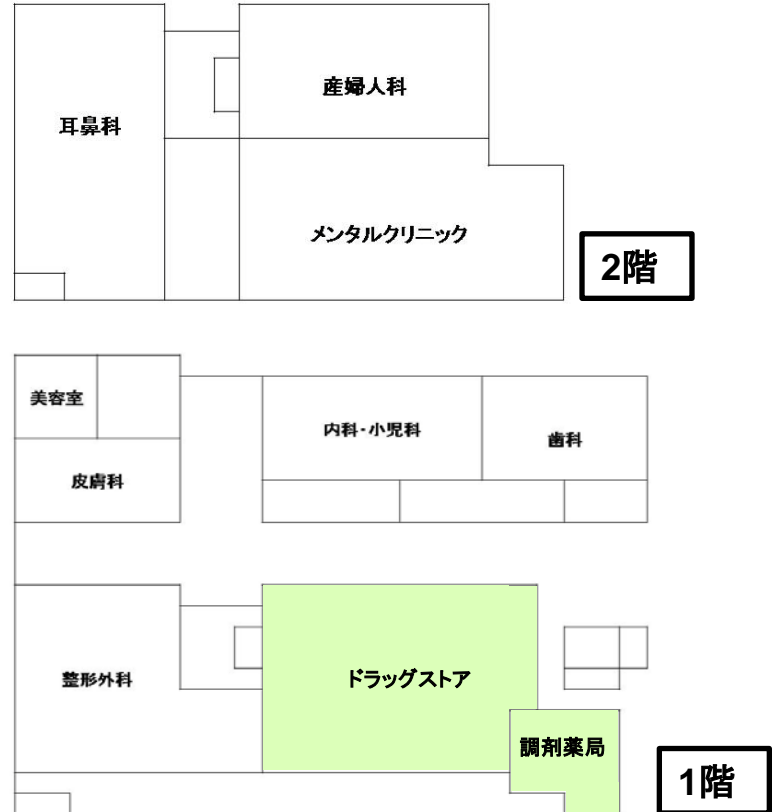 産婦人科
耳鼻科
メンタルクリニック
2階
美容室
内科・小児科
歯科
皮膚科
整形外科
ドラッグストア
調剤薬局
1階